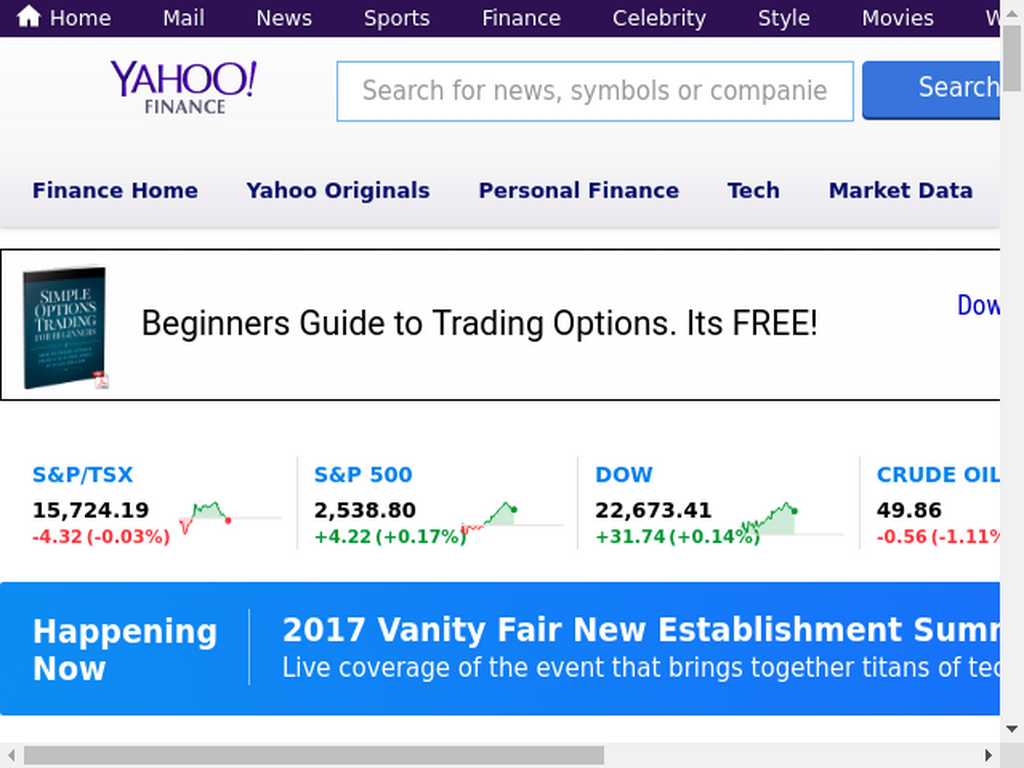 Home Mail News Sports Finance Celebrity Style Movies W
YAHOO!
FINANCE
Search for news, symbols or companie
Search
Finance Home Yahoo Originals Personal Finance Tech Market Data
SIMPLE
OPTIONS
TRADING
FOR BEGINNERS
Beginners Guide to Trading Options. Its FREE!
Dow
S&P/TSX
15,724.19
-4.32 (-0.03%)
S&P 500
2,538.80
+4.22 (+0.17%)
DOW
22,673.41
+31.74 (+0.14%)
CRUDE OIL
49.86
-0.56 (-1.11%
Happening
Now
2017 Vanity Fair New Establishment Summ
Live coverage of the event that brings together titans of tec